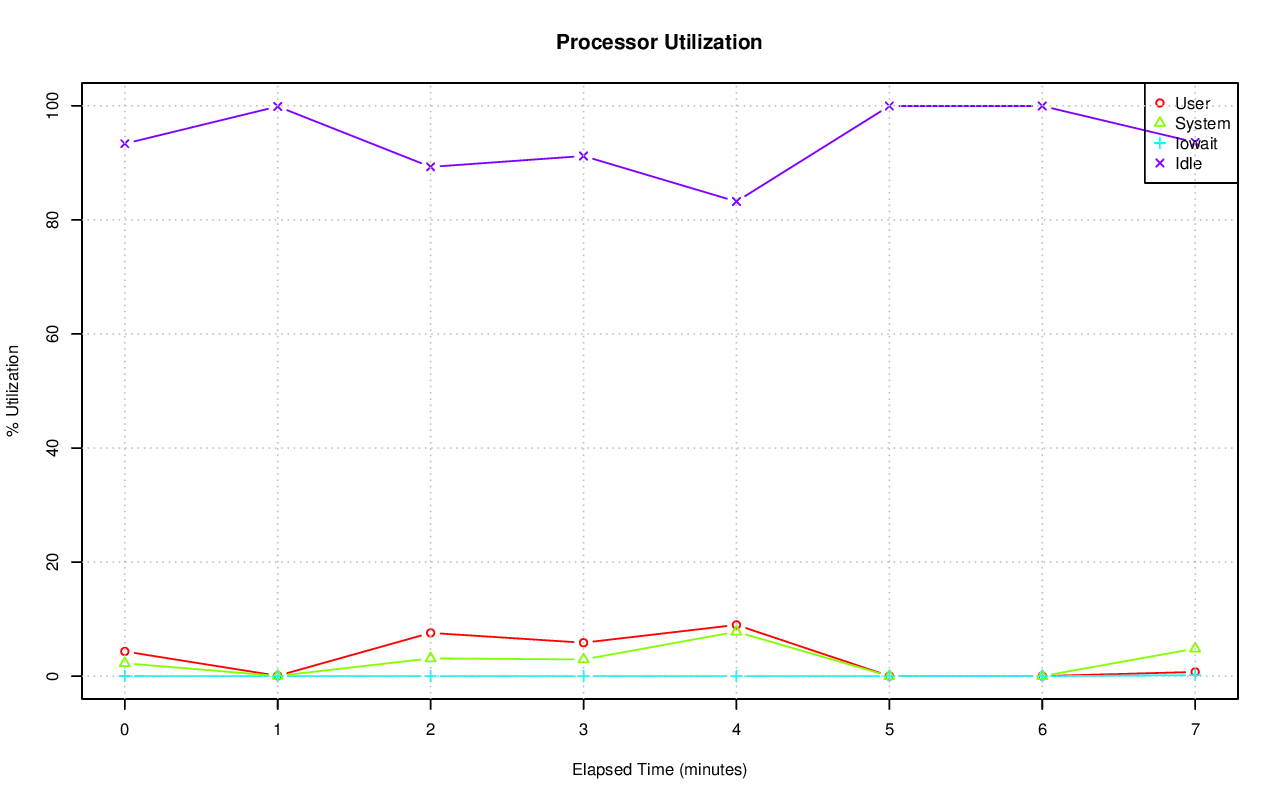 Processor Utilization
% Utilization
100
80
60
40
20
0
User
System
Iowait
Idle
0 1 2 3 4 5 6 7
Elapsed Time (minutes)